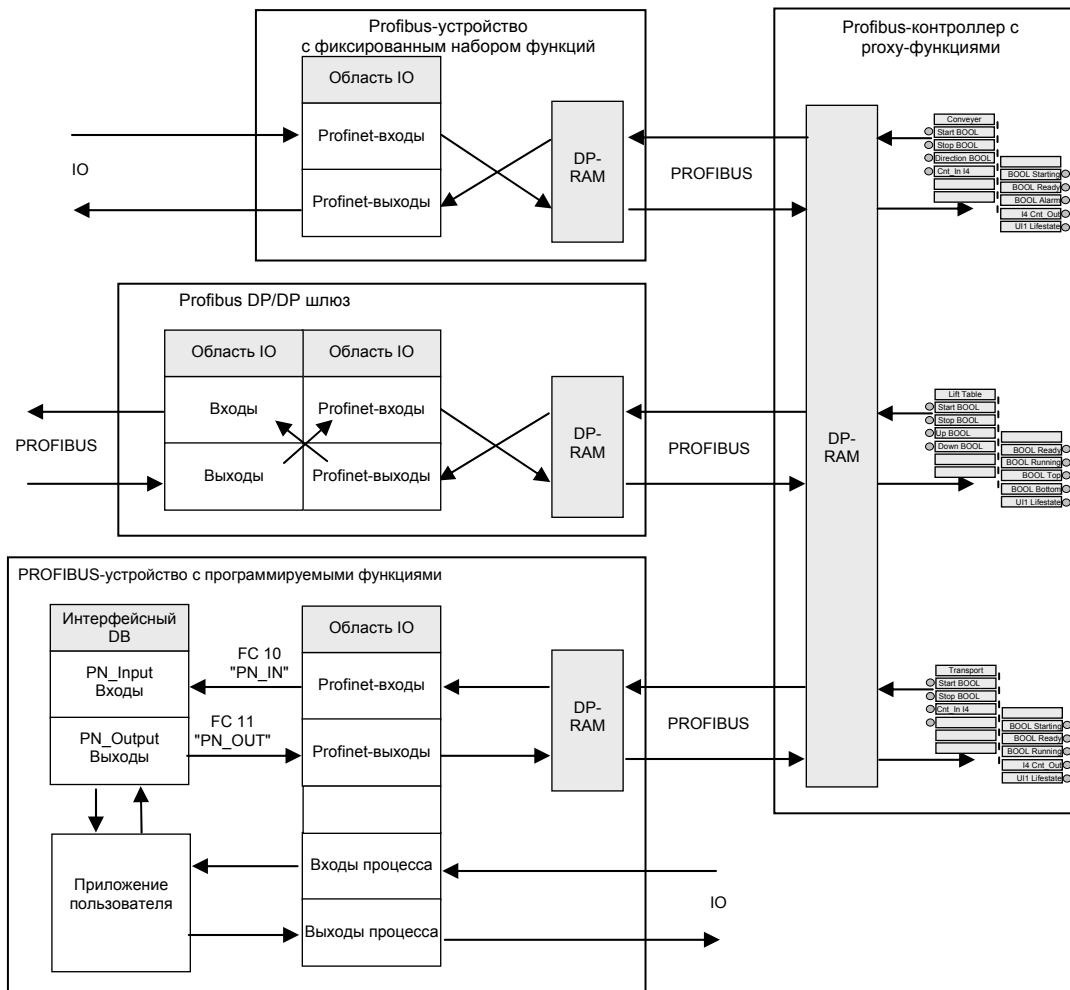 Profibus-устройство
с фиксированным набором функций
Область IO
Profinet-входы
Profinet-выходы
IO
DP-
RAM
PROFIBUS
Profibus DP/DP шлюз
Область IO
Область IO
Входы
Profinet-входы
Выходы
Profinet-выходы
PROFIBUS
DP-
RAM
PROFIBUS
PROFIBUS-устройство с программируемыми функциями
Интерфейсный
DB
PN_Input
Входы
PN_Output
Выходы
FC 10
"PN_IN"
FC 11
"PN_OUT"
Область IO
Profinet-входы
Profinet-выходы
Входы процесса
Выходы процесса
Приложение
пользователя
DP-
RAM
PROFIBUS
IO
Profibus-контроллер с
proxy-функциями
DP-
RAM
Conveyer
Start BOOL
Stop BOOL
Direction BOOL
Cnt_In I4
BOOL Starting
BOOL Ready
BOOL Alarm
I4 Cnt_Out
UI1 Lifestate
Lift Table
Start BOOL
Stop BOOL
Up BOOL
Down BOOL
BOOL Ready
BOOL Running
BOOL Top
BOOL Bottom
UI1 Lifestate
Transport
Start BOOL
Stop BOOL
Cnt_In I4
BOOL Starting
BOOL Ready
BOOL Running
I4 Cnt_Out
UI1 Lifestate